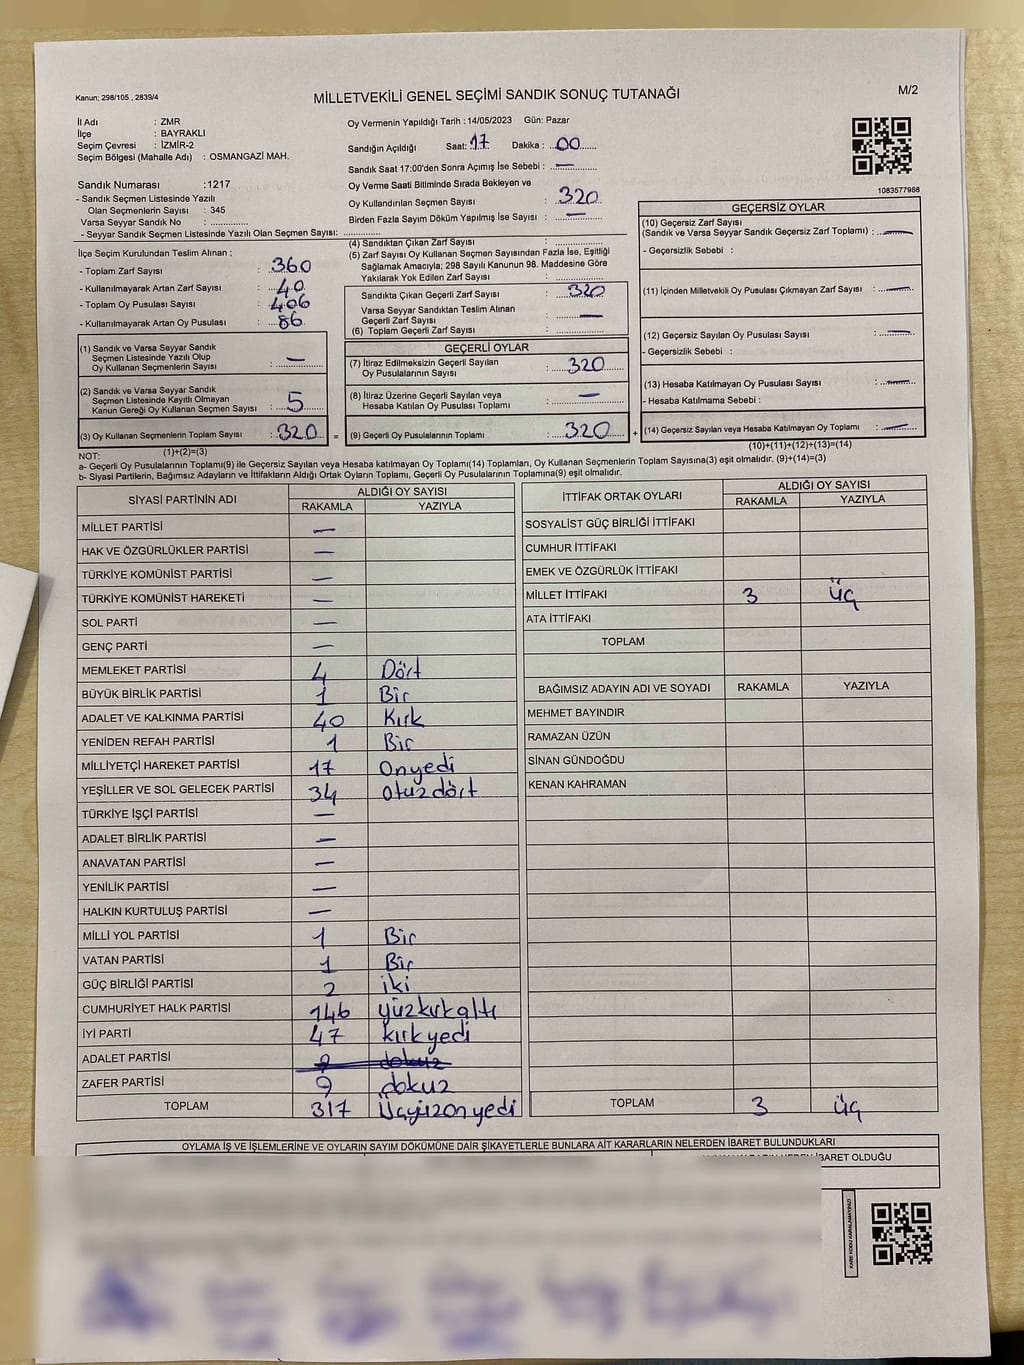 Kanun; 298/105 , 2839/4
MİLLETVEKİLİ GENEL SEÇİMİ SANDIK SONUÇ TUTANAĞI
M/2
İl Adı : ZMR
İlçe : BAYRAKLI
Seçim Çevresi : İZMİR-2
Seçim Bölgesi (Mahalle Adı) : OSMANGAZİ MAH.
Oy Vermenin Yapıldığı Tarih : 14/05/2023 Gün: Pazar
Sandığın Açıldığı Saat: 17 Dakika : 00
Sandık Saat 17:00'den Sonra Açımış İse Sebebi : —
Oy Verme Saati Bitiminde Sırada Bekleyen ve
Oy Kullandırılan Seçmen Sayısı : 320
Birden Fazla Sayım Döküm Yapılmış İse Sayısı : —
1083577968
Sandık Numarası :1217
- Sandık Seçmen Listesinde Yazılı
Olan Seçmenlerin Sayısı : 345
Varsa Seyyar Sandık No : ..............
- Seyyar Sandık Seçmen Listesinde Yazılı Olan Seçmen Sayısı: ..............
İlçe Seçim Kurulundan Teslim Alınan :
- Toplam Zarf Sayısı : 360
- Kullanılmayarak Artan Zarf Sayısı : 40
- Toplam Oy Pusulası Sayısı : 406
- Kullanılmayarak Artan Oy Pusulası : 86
(1) Sandık ve Varsa Seyyar Sandık
Seçmen Listesinde Yazılı Olup
Oy Kullanan Seçmenlerin Sayısı : —
(2) Sandık ve Varsa Seyyar Sandık
Seçmen Listesinde Kayıtlı Olmayan
Kanun Gereği Oy Kullanan Seçmen Sayısı : 5
(3) Oy Kullanan Seçmenlerin Toplam Sayısı : 320
(1)+(2)=(3)
(4) Sandıktan Çıkan Zarf Sayısı : ..............
(5) Zarf Sayısı Oy Kullanan Seçmen Sayısından Fazla İse, Eşitliği
Sağlamak Amacıyla; 298 Sayılı Kanunun 98. Maddesine Göre
Yakılarak Yok Edilen Zarf Sayısı : ..............
Sandıkta Çıkan Geçerli Zarf Sayısı : 320
Varsa Seyyar Sandıktan Teslim Alınan
Geçerli Zarf Sayısı : —
(6) Toplam Geçerli Zarf Sayısı : ..............
GEÇERLİ OYLAR
(7) İtiraz Edilmeksizin Geçerli Sayılan
Oy Pusulalarının Sayısı : 320
(8) İtiraz Üzerine Geçerli Sayılan veya
Hesaba Katılan Oy Pusulası Toplamı : —
= (9) Geçerli Oy Pusulalarının Toplamı : 320 +
GEÇERSİZ OYLAR
(10) Geçersiz Zarf Sayısı
(Sandık ve Varsa Seyyar Sandık Geçersiz Zarf Toplamı) : —
- Geçersizlik Sebebi :
(11) İçinden Milletvekili Oy Pusulası Çıkmayan Zarf Sayısı : —
(12) Geçersiz Sayılan Oy Pusulası Sayısı : —
- Geçersizlik Sebebi :
(13) Hesaba Katılmayan Oy Pusulası Sayısı : —
- Hesaba Katılmama Sebebi :
(14) Geçersiz Sayılan veya Hesaba Katılmayan Oy Toplamı : —
(10)+(11)+(12)+(13)=(14)
NOT:
a- Geçerli Oy Pusulalarının Toplamı(9) ile Geçersiz Sayılan veya Hesaba katılmayan Oy Toplamı(14) Toplamları, Oy Kullanan Seçmenlerin Toplam Sayısına(3) eşit olmalıdır. (9)+(14)=(3)
b- Siyasi Partilerin, Bağımsız Adayların ve İttifakların Aldığı Ortak Oyların Toplamı, Geçerli Oy Pusulalarının Toplamına(9) eşit olmalıdır.
SİYASİ PARTİNİN ADI ALDIĞI OY SAYISI
RAKAMLA YAZIYLA
MİLLET PARTİSİ —
HAK VE ÖZGÜRLÜKLER PARTİSİ —
TÜRKİYE KOMÜNİST PARTİSİ —
TÜRKİYE KOMÜNİST HAREKETİ —
SOL PARTİ —
GENÇ PARTİ —
MEMLEKET PARTİSİ 4 Dört
BÜYÜK BİRLİK PARTİSİ 1 Bir
ADALET VE KALKINMA PARTİSİ 40 Kırk
YENİDEN REFAH PARTİSİ 1 Bir
MİLLİYETÇİ HAREKET PARTİSİ 17 Onyedi
YEŞİLLER VE SOL GELECEK PARTİSİ 34 otuzdört
TÜRKİYE İŞÇİ PARTİSİ —
ADALET BİRLİK PARTİSİ —
ANAVATAN PARTİSİ —
YENİLİK PARTİSİ —
HALKIN KURTULUŞ PARTİSİ —
MİLLİ YOL PARTİSİ 1 Bir
VATAN PARTİSİ 1 Bir
GÜÇ BİRLİĞİ PARTİSİ 2 iki
CUMHURİYET HALK PARTİSİ 146 yüzkırkaltı
İYİ PARTİ 47 kırkyedi
ADALET PARTİSİ 9 dokuz
ZAFER PARTİSİ 9 dokuz
TOPLAM 317 Üçyüzonyedi
İTTİFAK ORTAK OYLARI ALDIĞI OY SAYISI
RAKAMLA YAZIYLA
SOSYALİST GÜÇ BİRLİĞİ İTTİFAKI
CUMHUR İTTİFAKI
EMEK VE ÖZGÜRLÜK İTTİFAKI
MİLLET İTTİFAKI 3 üç
ATA İTTİFAKI
TOPLAM
BAĞIMSIZ ADAYIN ADI VE SOYADI RAKAMLA YAZIYLA
MEHMET BAYINDIR
RAMAZAN ÜZÜN
SİNAN GÜNDOĞDU
KENAN KAHRAMAN
TOPLAM 3 üç
OYLAMA İŞ VE İŞLEMLERİNE VE OYLARIN SAYIM DÖKÜMÜNE DAİR ŞİKAYETLERLE BUNLARA AİT KARARLARIN NELERDEN İBARET BULUNDUKLARI
İBARET OLDUĞU
KARE KODU KARALAMAYINIZ!